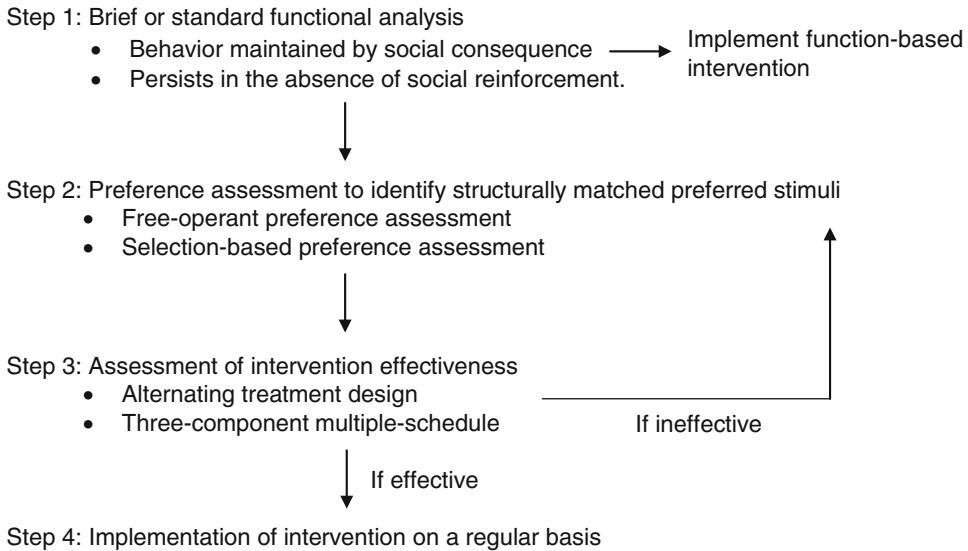 Step 1: Brief or standard functional analysis
• Behavior maintained by social consequence
Implement function-based
intervention
• Persists in the absence of social reinforcement.
Step 2: Preference assessment to identify structurally matched preferred stimuli
• Free-operant preference assessment
• Selection-based preference assessment
Step 3: Assessment of intervention effectiveness
• Alternating treatment design
• Three-component multiple-schedule
If ineffective
If effective
Step 4: Implementation of intervention on a regular basis